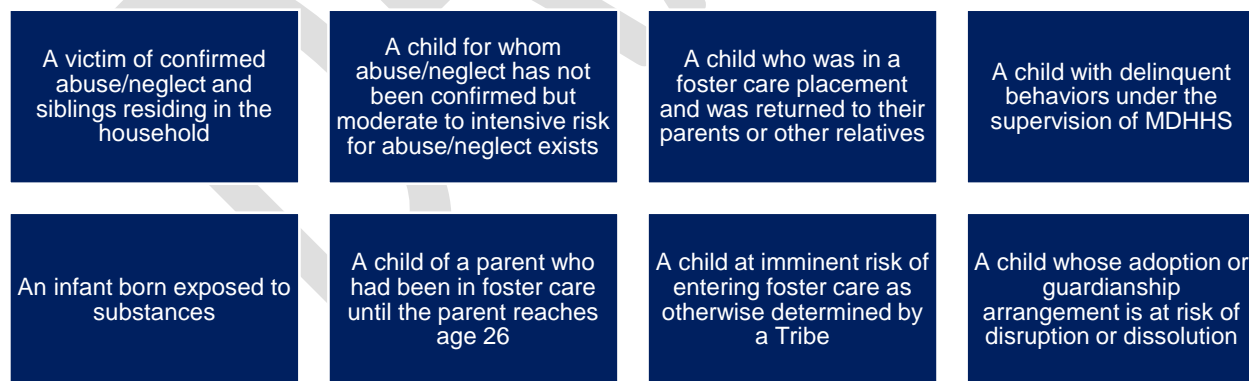 A victim of confirmed
abuse/neglect and
siblings residing in the
household
A child for whom
abuse/neglect has not
been confirmed but
moderate to intensive risk
for abuse/neglect exists
A child who was in a
foster care placement
and was returned to their
parents or other relatives
A child with delinquent
behaviors under the
supervision of MDHHS
An infant born exposed to
substances
A child of a parent who
had been in foster care
until the parent reaches
age 26
A child at imminent risk of
entering foster care as
otherwise determined by
a Tribe
A child whose adoption or
guardianship
arrangement is at risk of
disruption or dissolution